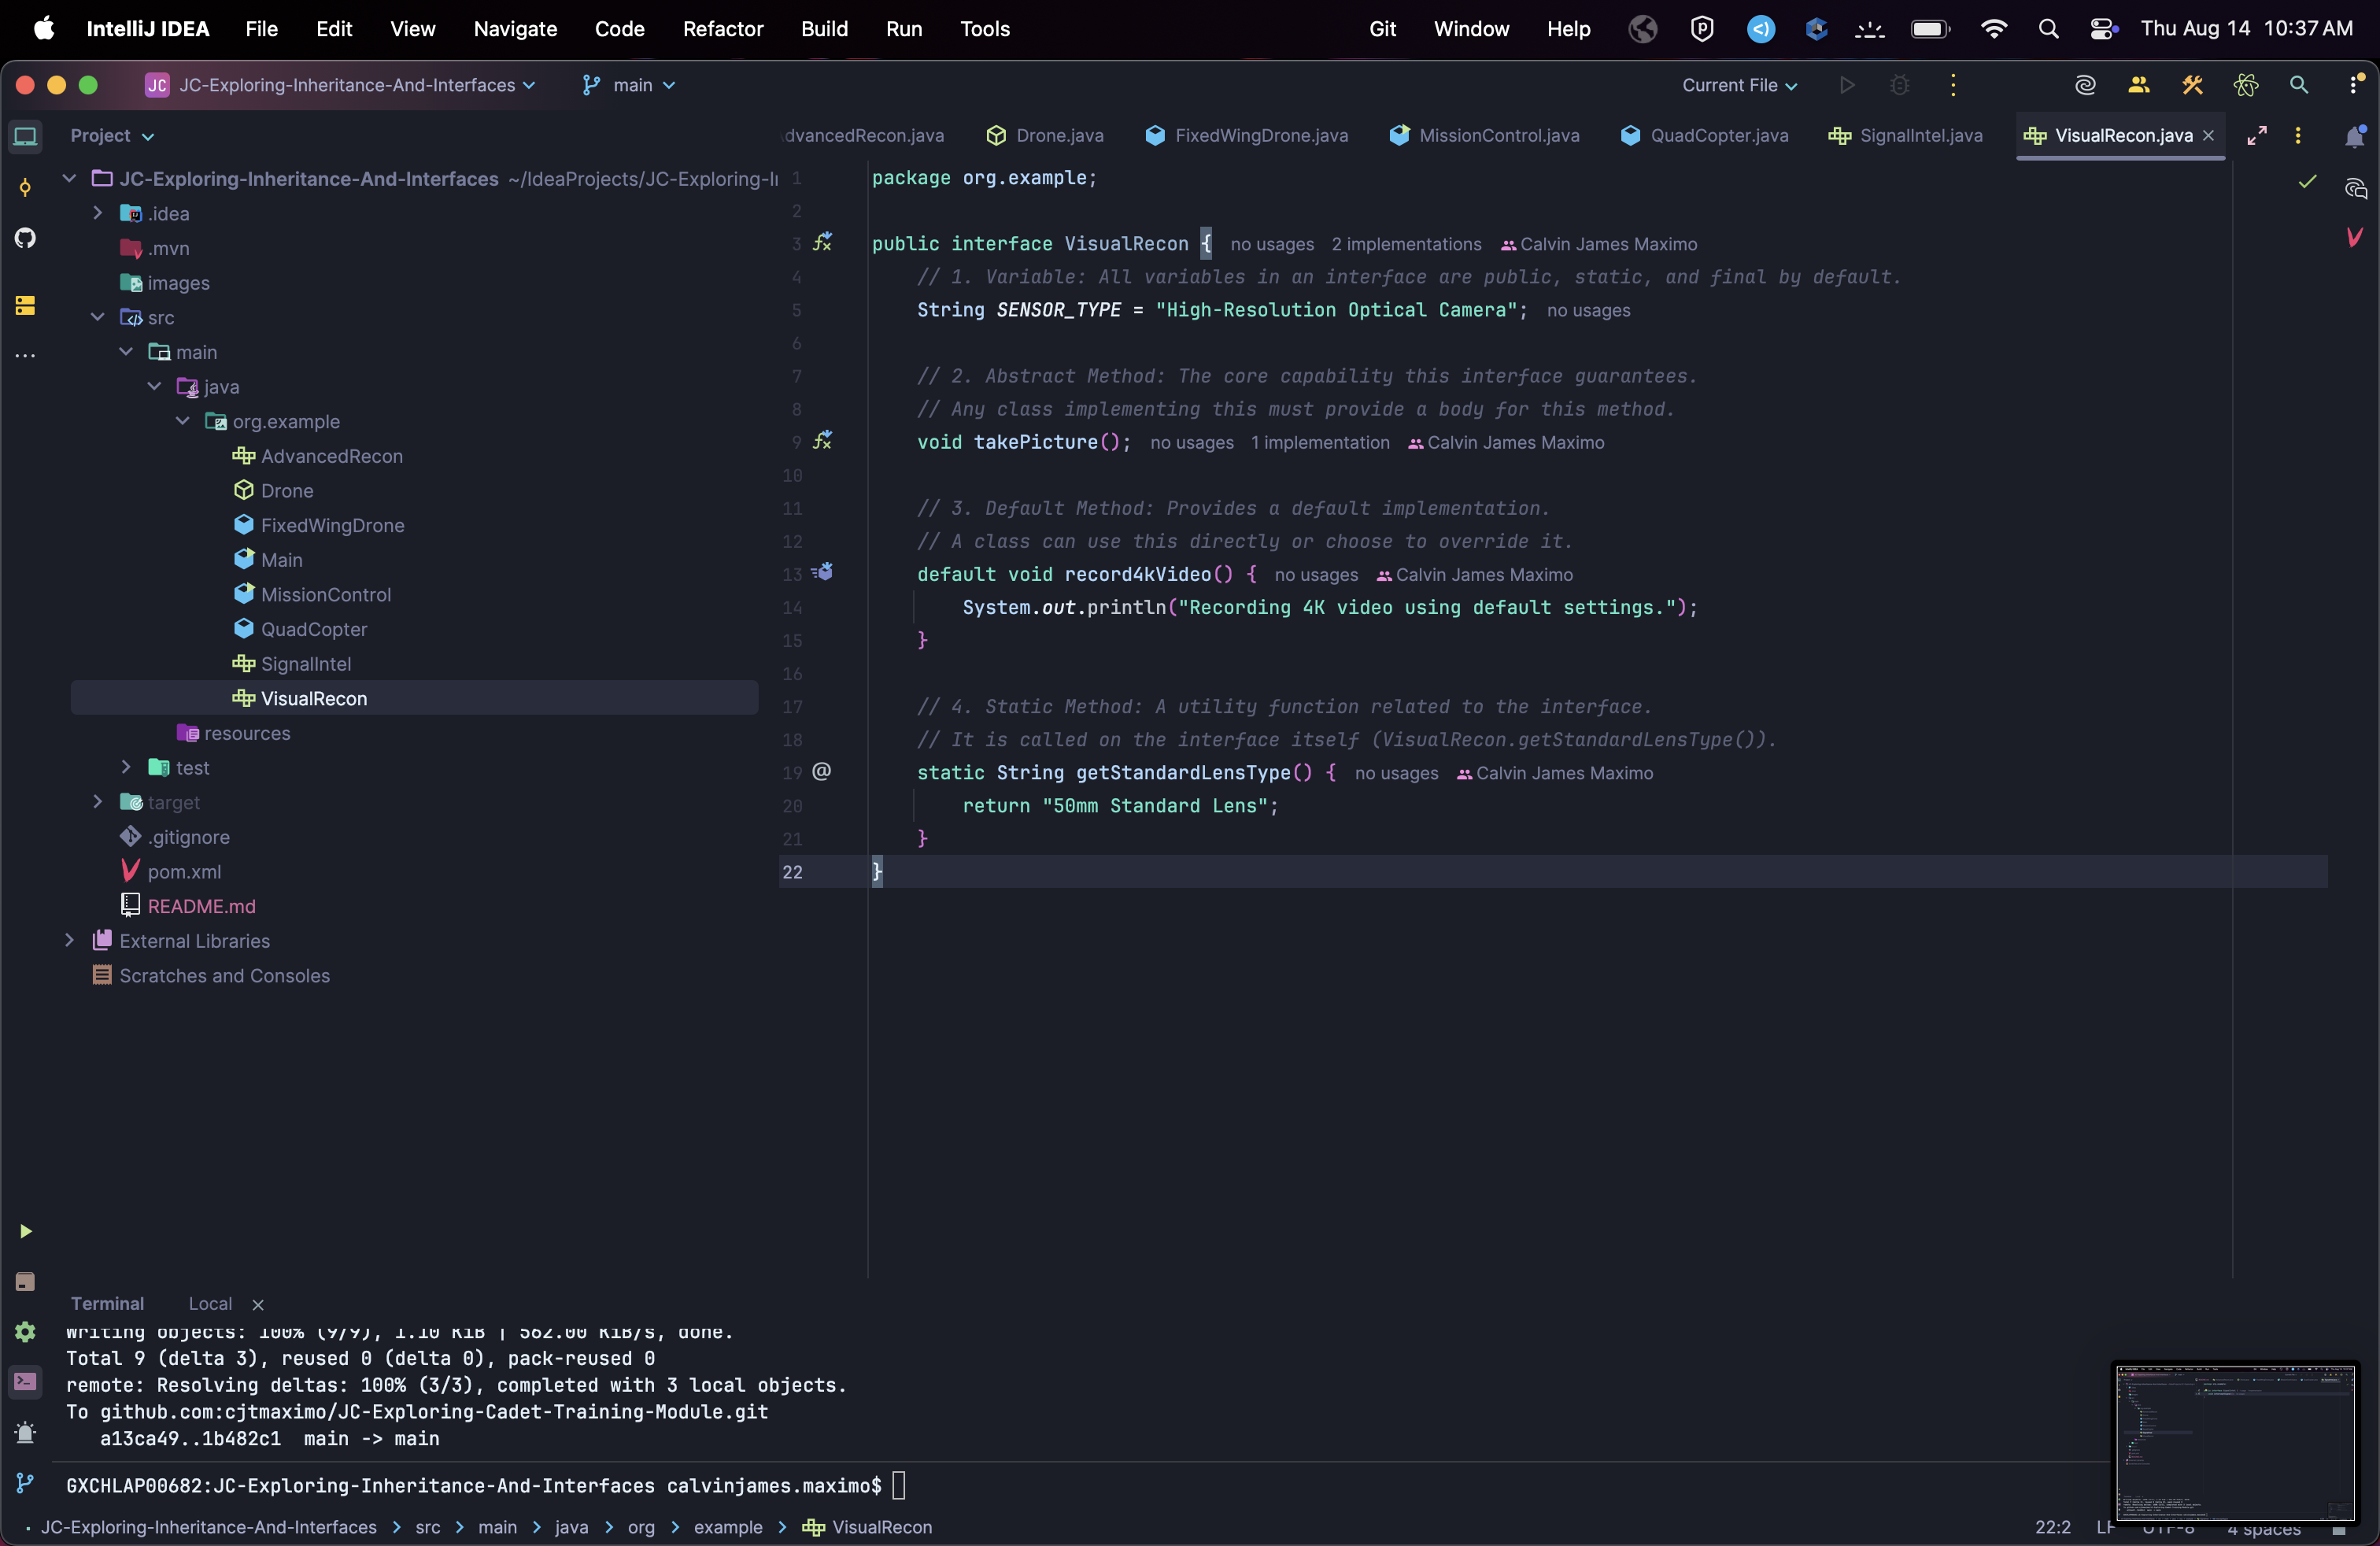 IntelliJ IDEA File Edit View Navigate Code Refactor Build Run Tools Git Window Help Thu Aug 14 10:37 AM
JC JC-Exploring-Inheritance-And-Interfaces main Current File
Project
dvancedRecon.java Drone.java FixedWingDrone.java MissionControl.java QuadCopter.java SignalIntel.java VisualRecon.java
JC-Exploring-Inheritance-And-Interfaces ~/IdeaProjects/JC-Exploring-I
.idea
.mvn
images
src
main
java
org.example
AdvancedRecon
Drone
FixedWingDrone
Main
MissionControl
QuadCopter
SignalIntel
VisualRecon
resources
test
target
.gitignore
pom.xml
README.md
External Libraries
Scratches and Consoles
1 package org.example;
2
3 public interface VisualRecon { no usages 2 implementations Calvin James Maximo
4 // 1. Variable: All variables in an interface are public, static, and final by default.
5 String SENSOR_TYPE = "High-Resolution Optical Camera"; no usages
6
7 // 2. Abstract Method: The core capability this interface guarantees.
8 // Any class implementing this must provide a body for this method.
9 void takePicture(); no usages 1 implementation Calvin James Maximo
10
11 // 3. Default Method: Provides a default implementation.
12 // A class can use this directly or choose to override it.
13 default void record4kVideo() { no usages Calvin James Maximo
14 System.out.println("Recording 4K video using default settings.");
15 }
16
17 // 4. Static Method: A utility function related to the interface.
18 // It is called on the interface itself (VisualRecon.getStandardLensType()).
19 @ static String getStandardLensType() { no usages Calvin James Maximo
20 return "50mm Standard Lens";
21 }
22 }
Terminal Local
Writing objects: 100% (9/9), 1.10 KiB | 562.00 KiB/s, done.
Total 9 (delta 3), reused 0 (delta 0), pack-reused 0
remote: Resolving deltas: 100% (3/3), completed with 3 local objects.
To github.com:cjtmaximo/JC-Exploring-Cadet-Training-Module.git
a13ca49..1b482c1 main -> main
GXCHLAP00682:JC-Exploring-Inheritance-And-Interfaces calvinjames.maximo$
JC-Exploring-Inheritance-And-Interfaces > src > main > java > org > example > VisualRecon 22:2 LF UTF-8 4 spaces